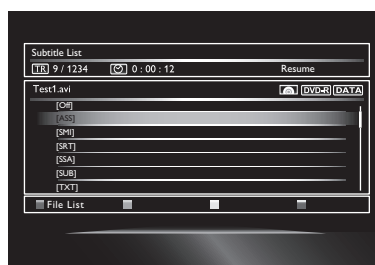 Subtitle List
TR 9 / 1234 0 : 00 : 12 Resume
Test1.avi DVD-R DATA
[Off]
[ASS]
[SMI]
[SRT]
[SSA]
[SUB]
[TXT]
File List